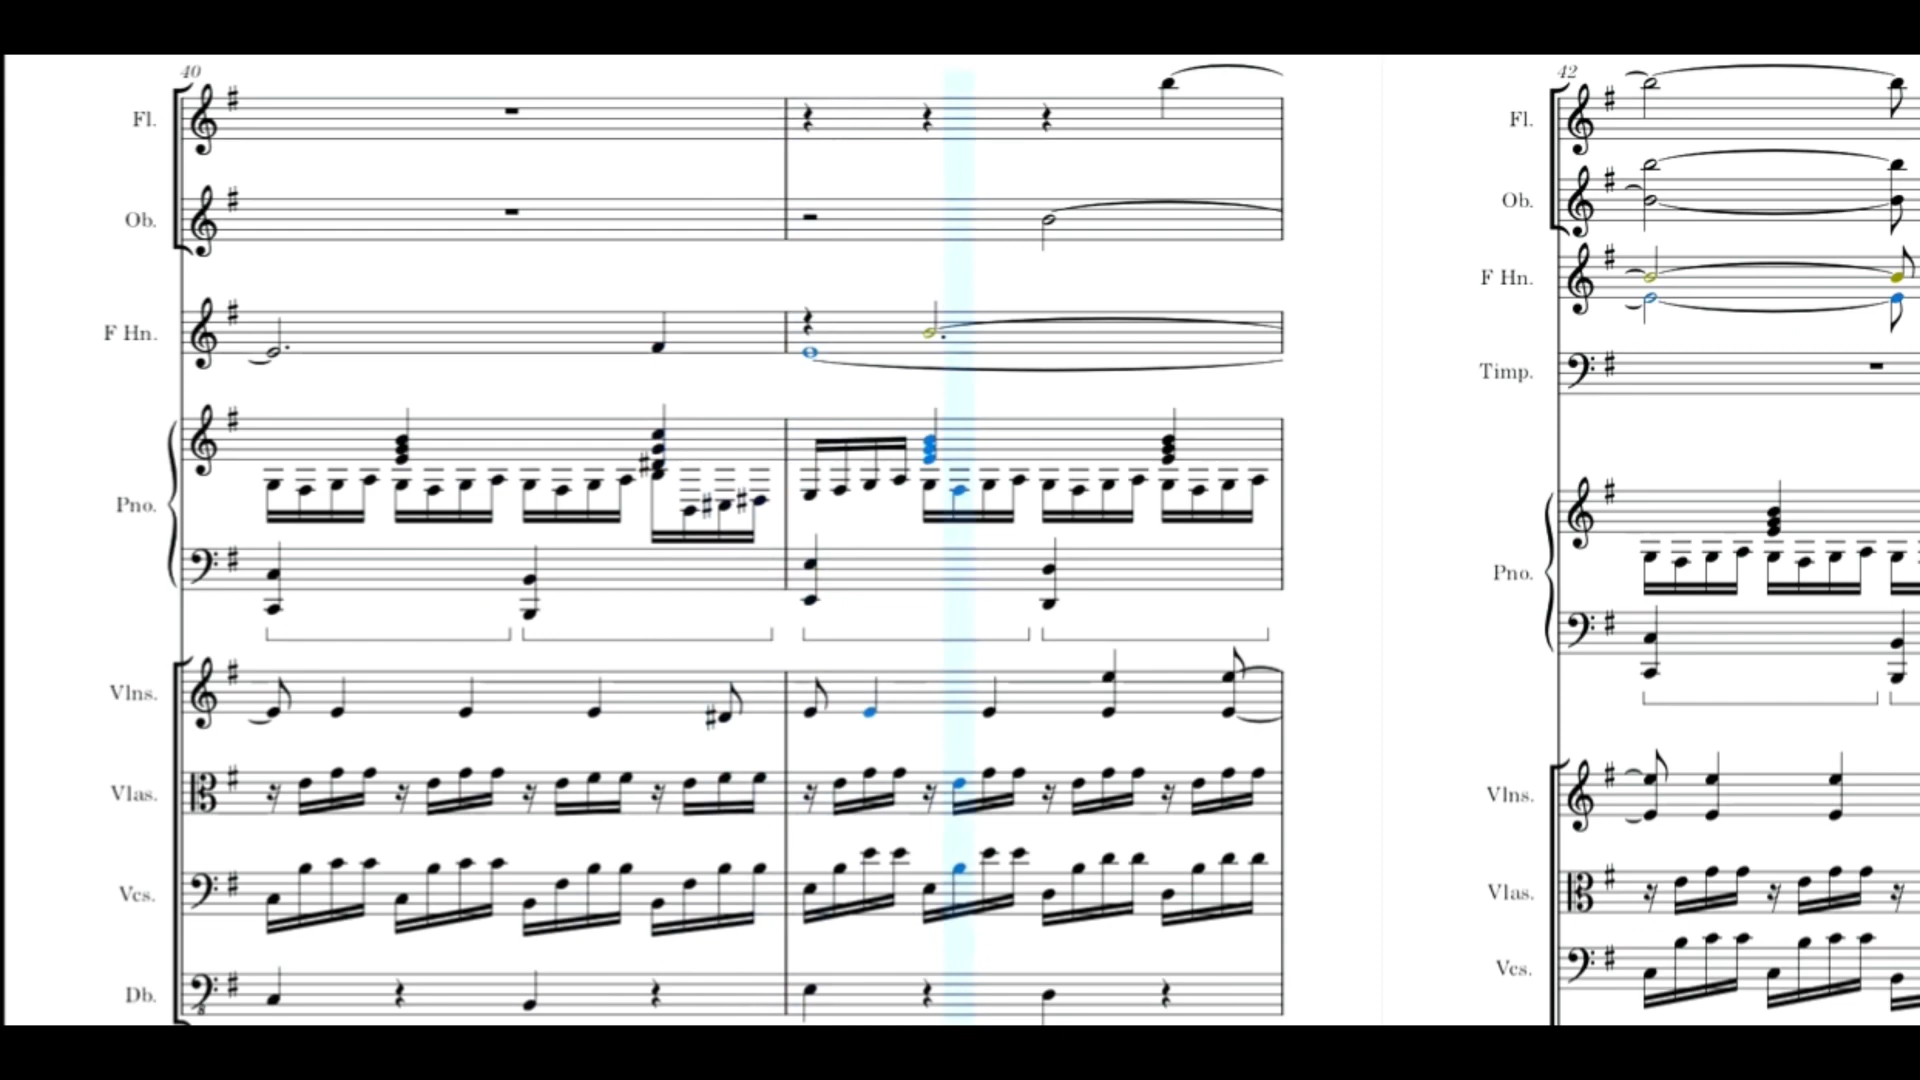 40
Fl.
Ob.
F Hn.
Pno.
Vlns.
Vlas.
Vcs.
Db.
42
Fl.
Ob.
F Hn.
Timp.
Pno.
Vlns.
Vlas.
Vcs.